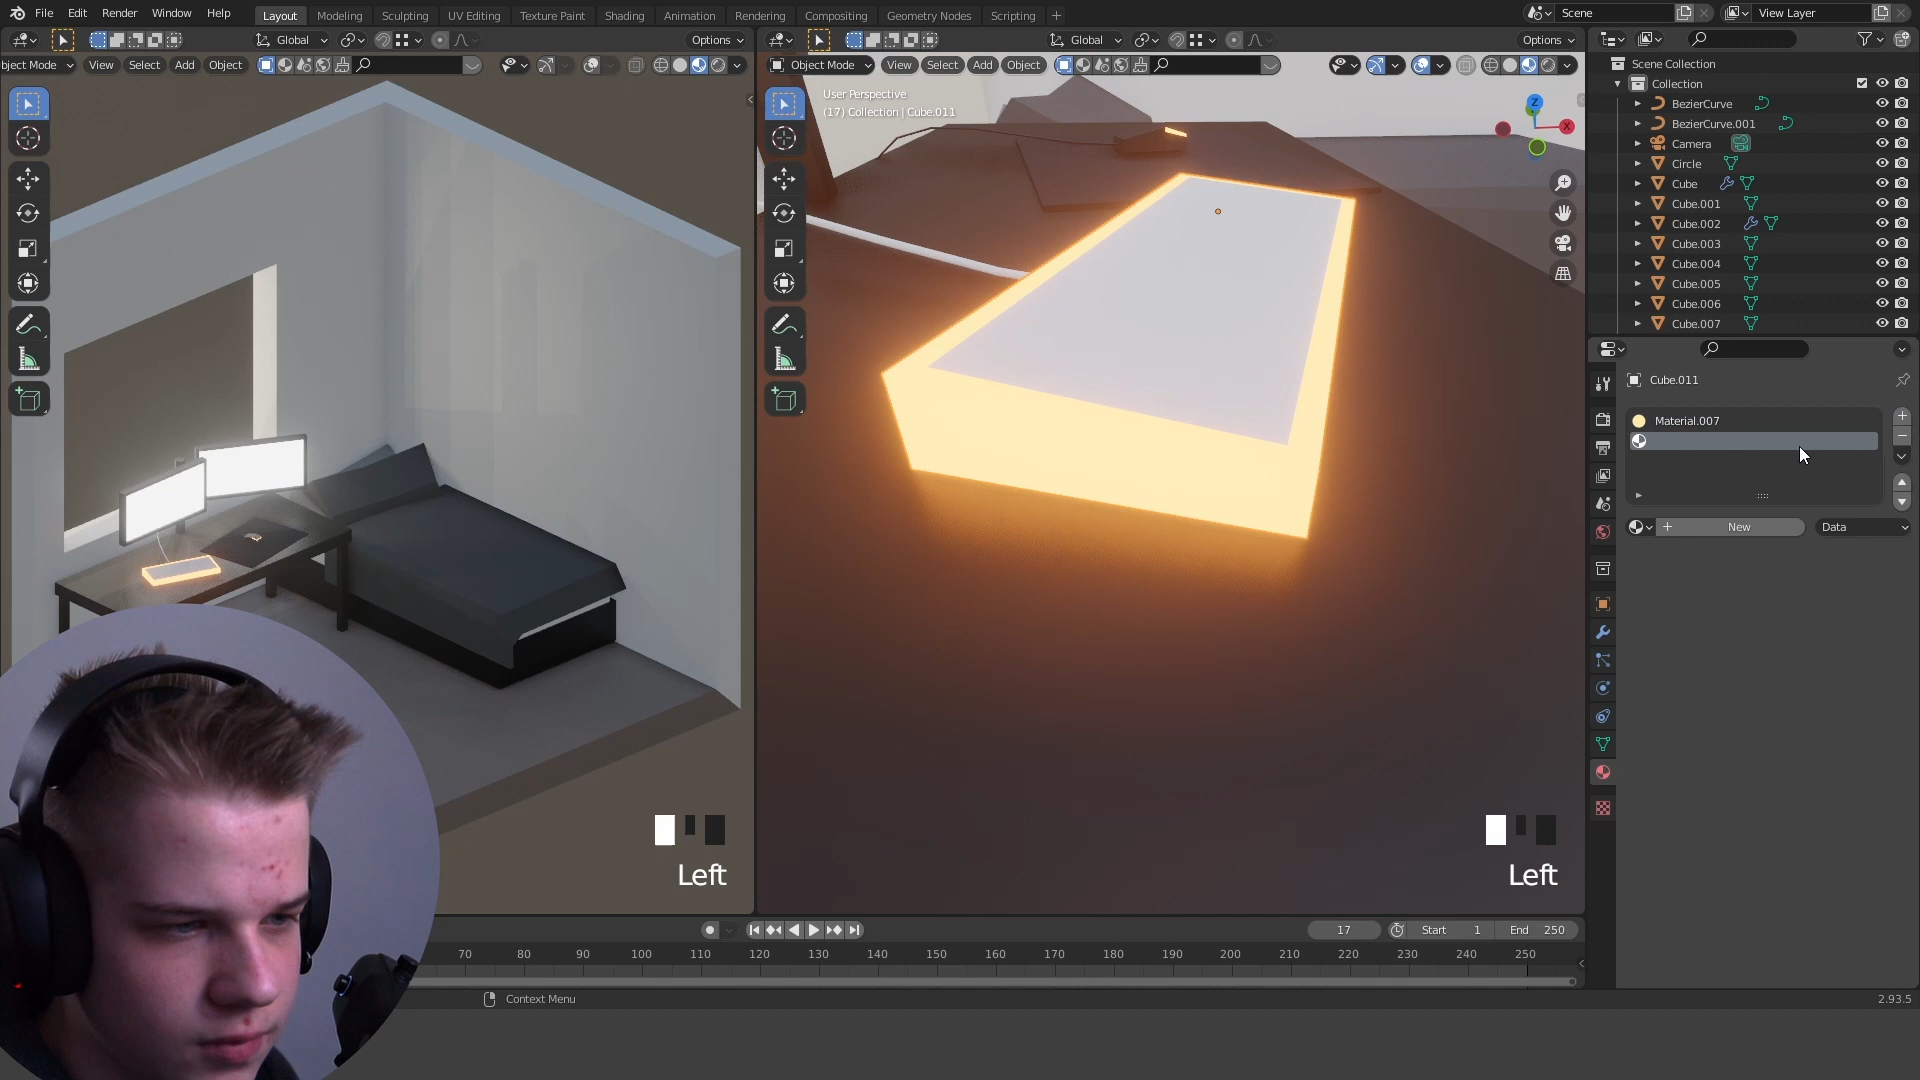 File Edit Render Window Help Layout Modeling Sculpting UV Editing Texture Paint Shading Animation Rendering Compositing Geometry Nodes Scripting + Scene View Layer
Global Options Global Options
bject Mode View Select Add Object Object Mode View Select Add Object
Scene Collection
Collection
BezierCurve
BezierCurve.001
Camera
Circle
Cube
Cube.001
Cube.002
Cube.003
Cube.004
Cube.005
Cube.006
Cube.007
User Perspective
(17) Collection | Cube.011
Z
X
Cube.011
Material.007
New Data
Left
Left
17 Start 1 End 250
70 80 90 100 110 120 130 140 150 160 170 180 190 200 210 220 230 240 250
Context Menu
2.93.5